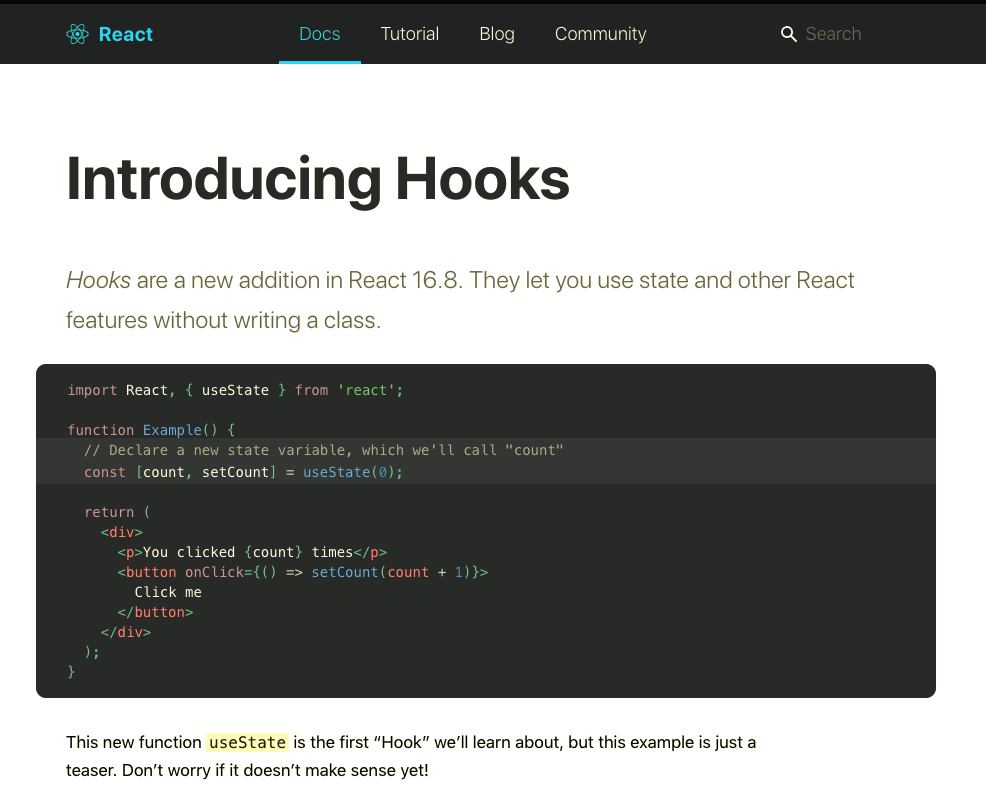 React Docs Tutorial Blog Community Search
Introducing Hooks
Hooks are a new addition in React 16.8. They let you use state and other React
features without writing a class.
import React, { useState } from 'react';
function Example() {
  // Declare a new state variable, which we'll call "count"
  const [count, setCount] = useState(0);
  return (
    <div>
      <p>You clicked {count} times</p>
      <button onClick={() => setCount(count + 1)}>
        Click me
      </button>
    </div>
  );
}
This new function useState is the first “Hook” we’ll learn about, but this example is just a
teaser. Don’t worry if it doesn’t make sense yet!